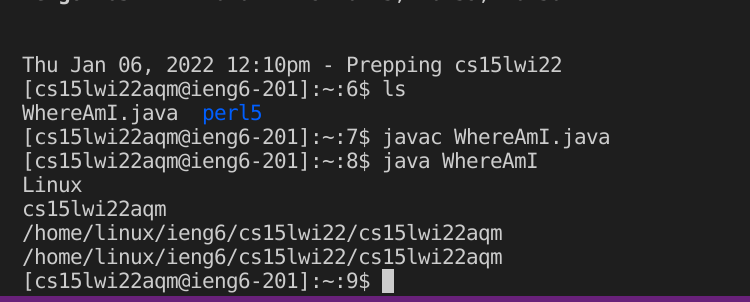 Thu Jan 06, 2022 12:10pm - Prepping cs15lwi22
[cs15lwi22aqm@ieng6-201]:~:6$ ls
WhereAmI.java  perl5
[cs15lwi22aqm@ieng6-201]:~:7$ javac WhereAmI.java
[cs15lwi22aqm@ieng6-201]:~:8$ java WhereAmI
Linux
cs15lwi22aqm
/home/linux/ieng6/cs15lwi22/cs15lwi22aqm
/home/linux/ieng6/cs15lwi22/cs15lwi22aqm
[cs15lwi22aqm@ieng6-201]:~:9$